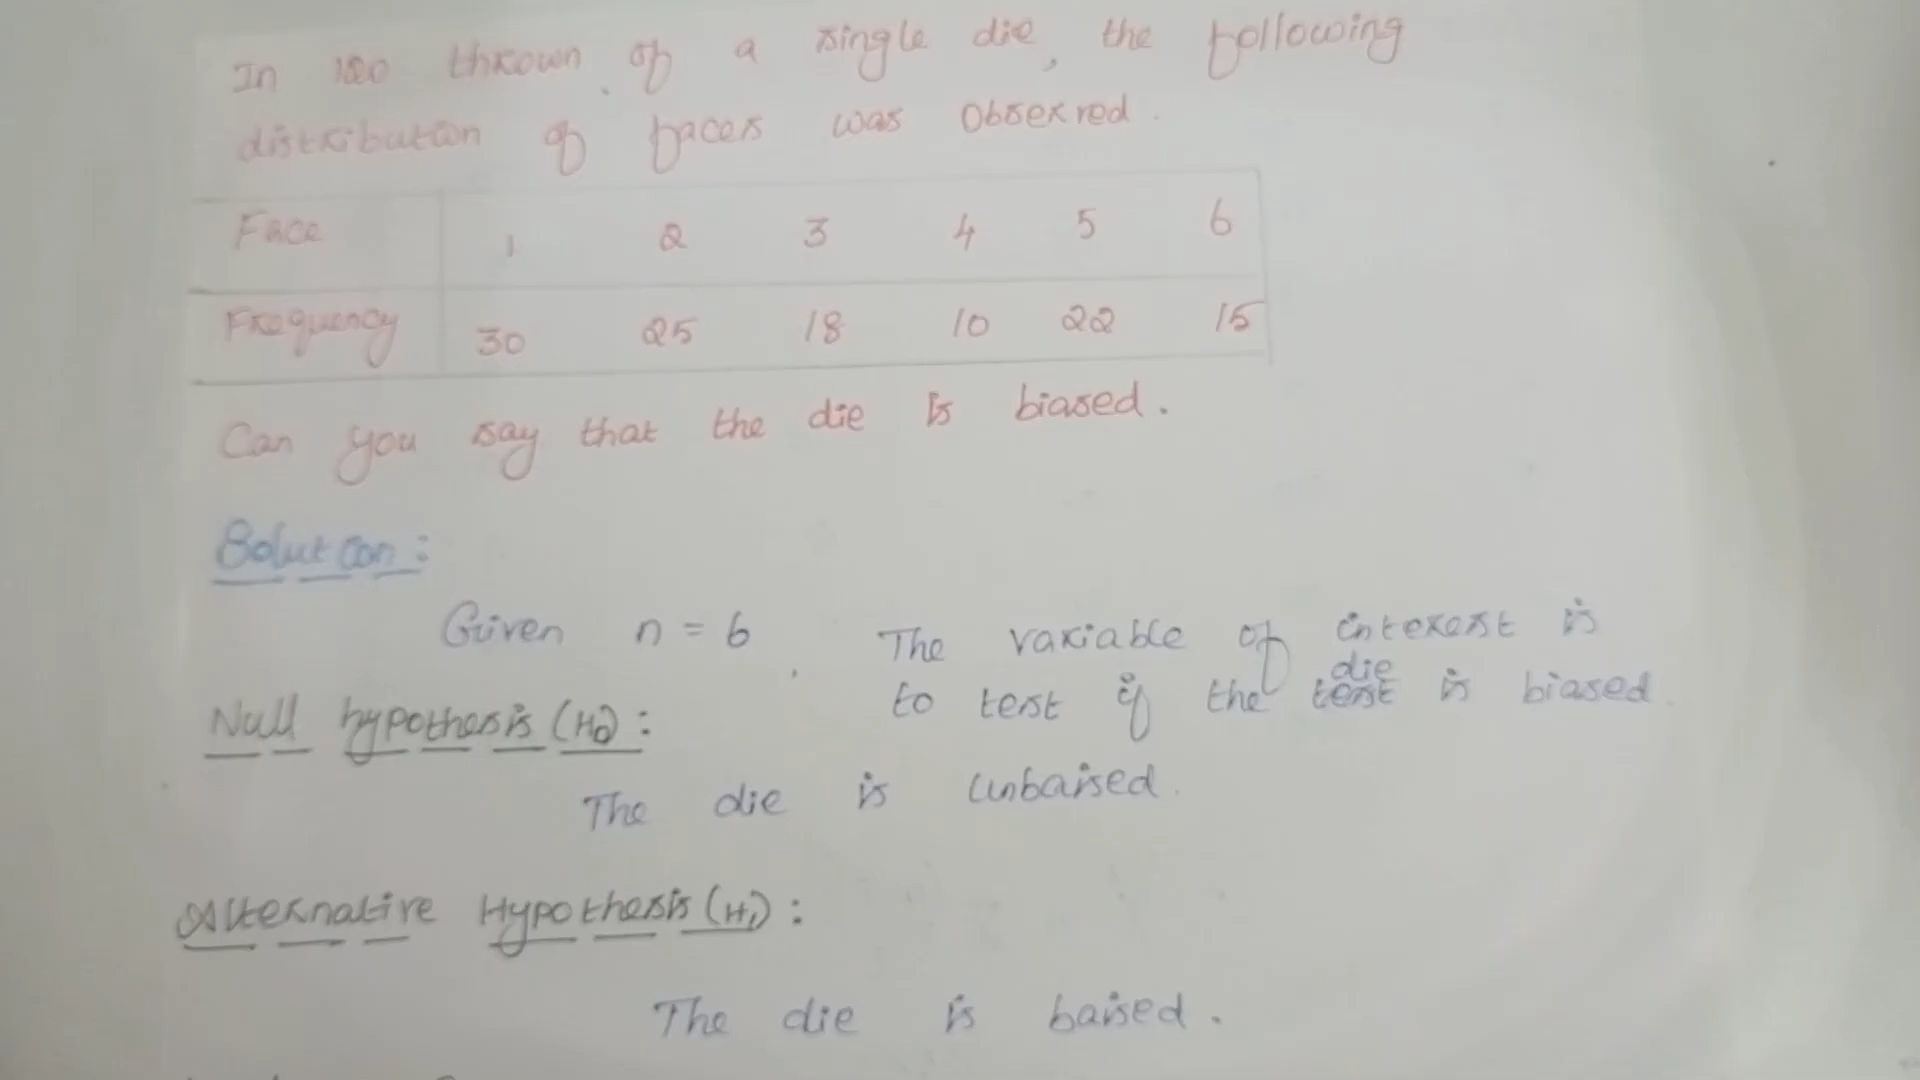 In 120 thrown of a single die, the following
distribution of faces was observed.
Face 1 2 3 4 5 6
Frequency 30 25 18 10 22 15
Can you say that the die is biased.
Solution:
Given n = 6, The variable of interest is
to test if the test die is biased.
Null hypothesis (H0):
The die is unbaised.
Alternative Hypothesis (H1):
The die is baised.